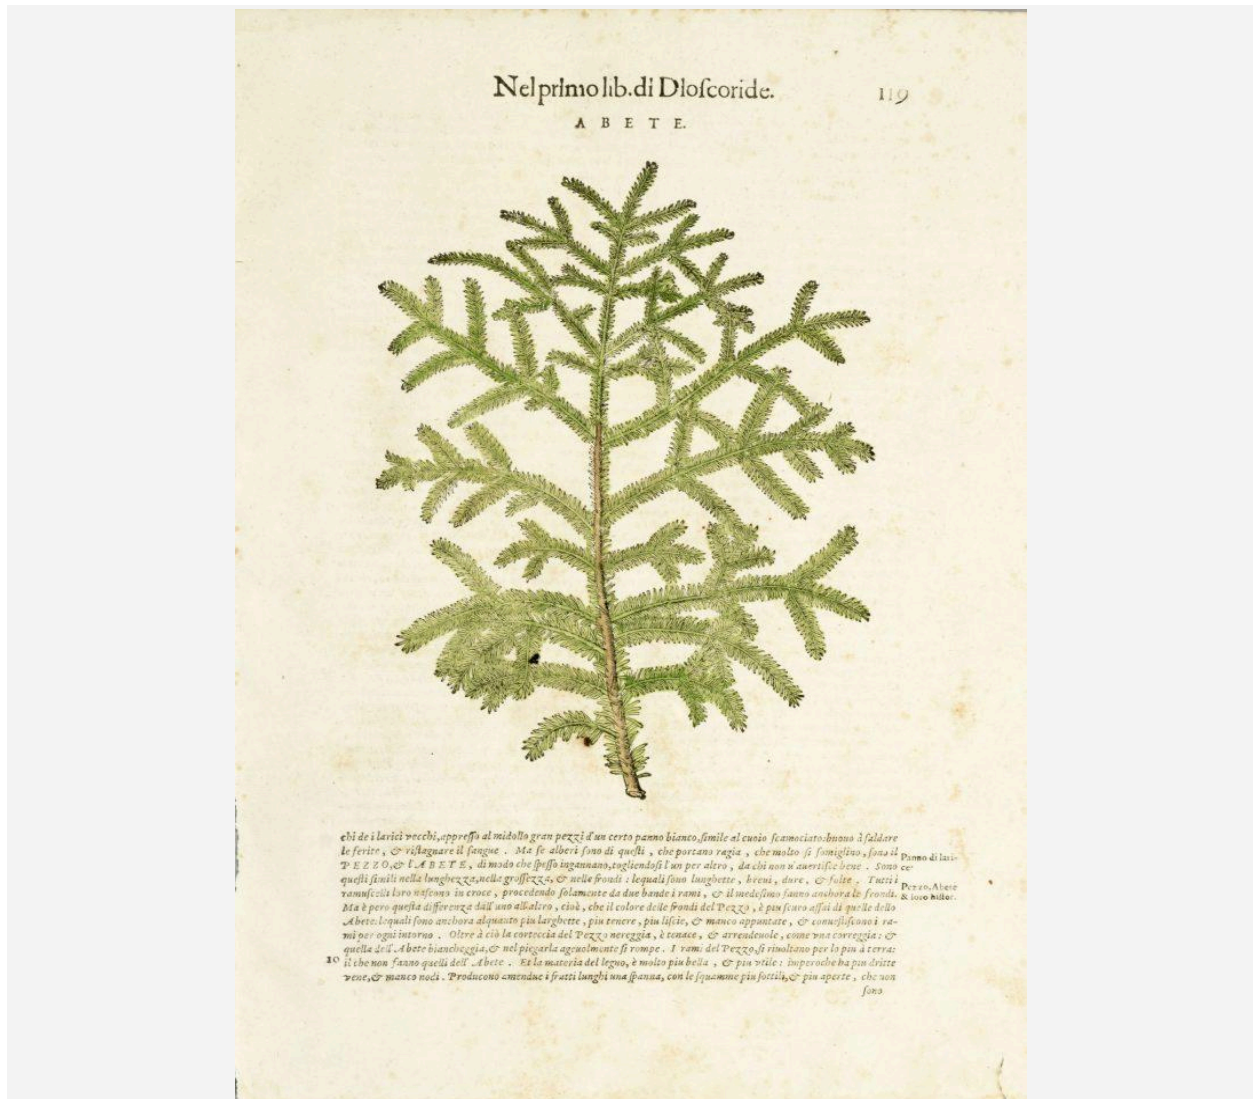 Nel primo lib. di Dioſcoride.
119
ABETE.
chi de i larici vecchi, appreſſo al midollo gran pezzi d'un certo panno bianco, ſimile al cuoio ſcamociato: buono à ſaldare
le ferite, & riſtagnare il ſangue. Ma ſe alberi ſono di queſti, che portano ragia, che molto ſi ſomiglino, ſono il
PEZZO, & l'ABETE, di modo che ſpeſſo ingannano, togliendoſi l'un per altro, da chi non u'auertiſce bene. Sono
queſti ſimili nella lunghezza, nella groſſezza, & nelle frondi: lequali ſono lunghette, breui, dure, & folte. Tutti i
ramuſcelli loro naſcono in croce, procedendo ſolamente da due bande i rami, & il medeſimo fanno anchora le frondi.
Ma è pero queſta differenza dall'uno all'altro, cioè, che il colore delle frondi del Pezzo, è piu ſcuro aſſai di quelle dello
Abete: lequali ſono anchora alquanto piu larghette, piu tenere, piu liſcie, & manco appuntate, & conueſtiſcono i ra-
mi per ogni intorno. Oltre à ciò la corteccia del Pezzo nereggia, è tenace, & arrendeuole, come vna correggia: &
quella dell'Abete biancheggia, & nel piegarla ageuolmente ſi rompe. I rami del Pezzo, ſi riuoltano per lo piu à terra:
il che non fanno quelli dell'Abete. Et la materia del legno, è molto piu bella, & piu vtile: imperoche ha piu dritte
vene, & manco nodi. Producono amendue i frutti lunghi una ſpanna, con le ſquamme piu ſottili, & piu aperte, che non
ſono
Panno di lari-
ce.
Pezzo, Abete
& loro hiſtor.
10